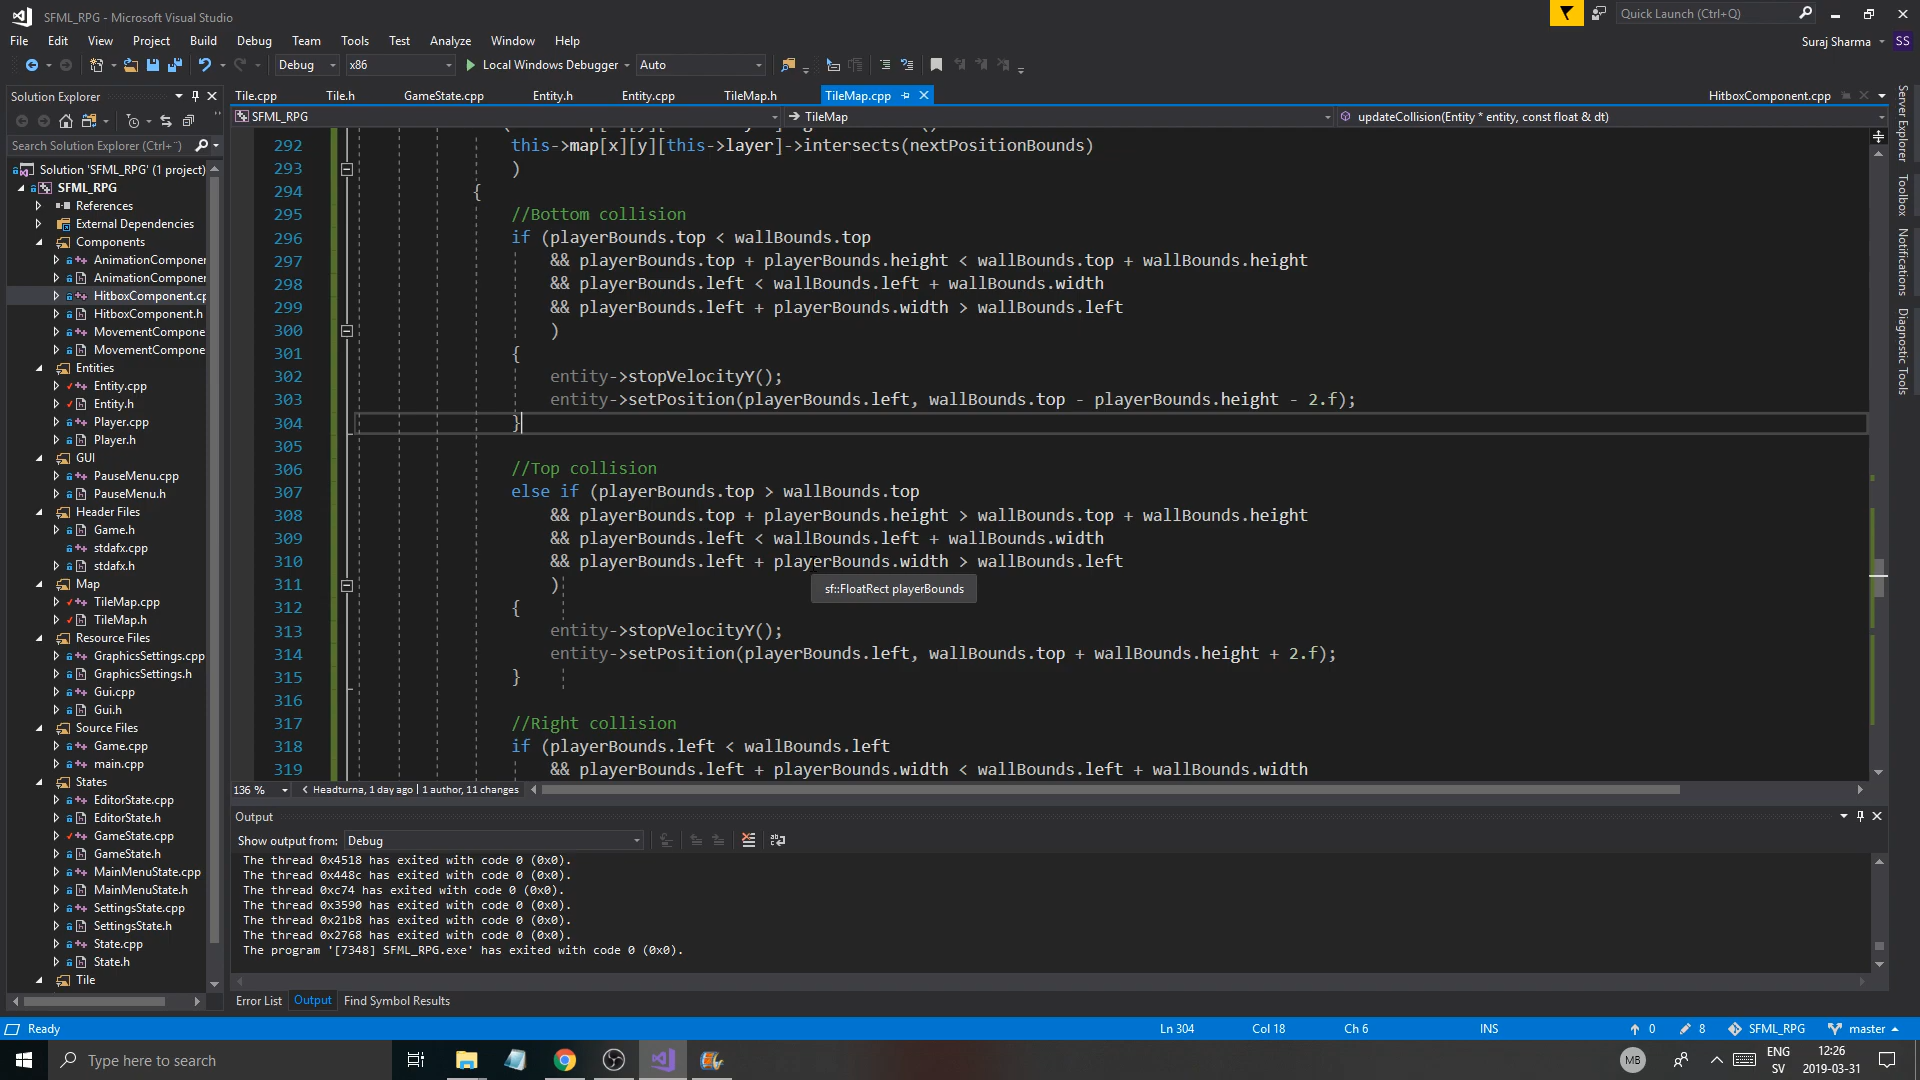 SFML_RPG - Microsoft Visual Studio
Quick Launch (Ctrl+Q)
File Edit View Project Build Debug Team Tools Test Analyze Window Help
Suraj Sharma SS
Debug x86 Local Windows Debugger Auto
Solution Explorer
Search Solution Explorer (Ctrl+¨)
Solution 'SFML_RPG' (1 project)
SFML_RPG
References
External Dependencies
Components
AnimationComponen
AnimationComponen
HitboxComponent.cp
HitboxComponent.h
MovementCompone
MovementCompone
Entities
Entity.cpp
Entity.h
Player.cpp
Player.h
GUI
PauseMenu.cpp
PauseMenu.h
Header Files
Game.h
stdafx.cpp
stdafx.h
Map
TileMap.cpp
TileMap.h
Resource Files
GraphicsSettings.cpp
GraphicsSettings.h
Gui.cpp
Gui.h
Source Files
Game.cpp
main.cpp
States
EditorState.cpp
EditorState.h
GameState.cpp
GameState.h
MainMenuState.cpp
MainMenuState.h
SettingsState.cpp
SettingsState.h
State.cpp
State.h
Tile
Tile.cpp Tile.h GameState.cpp Entity.h Entity.cpp TileMap.h TileMap.cpp HitboxComponent.cpp
SFML_RPG TileMap updateCollision(Entity * entity, const float & dt)
292 this->map[x][y][this->layer]->intersects(nextPositionBounds)
293 )
294 {
295 //Bottom collision
296 if (playerBounds.top < wallBounds.top
297 && playerBounds.top + playerBounds.height < wallBounds.top + wallBounds.height
298 && playerBounds.left < wallBounds.left + wallBounds.width
299 && playerBounds.left + playerBounds.width > wallBounds.left
300 )
301 {
302 entity->stopVelocityY();
303 entity->setPosition(playerBounds.left, wallBounds.top - playerBounds.height - 2.f);
304 }
305
306 //Top collision
307 else if (playerBounds.top > wallBounds.top
308 && playerBounds.top + playerBounds.height > wallBounds.top + wallBounds.height
309 && playerBounds.left < wallBounds.left + wallBounds.width
310 && playerBounds.left + playerBounds.width > wallBounds.left
311 )
sf::FloatRect playerBounds
312 {
313 entity->stopVelocityY();
314 entity->setPosition(playerBounds.left, wallBounds.top + wallBounds.height + 2.f);
315 }
316
317 //Right collision
318 if (playerBounds.left < wallBounds.left
319 && playerBounds.left + playerBounds.width < wallBounds.left + wallBounds.width
136 % Headturna, 1 day ago | 1 author, 11 changes
Server Explorer
Toolbox
Notifications
Diagnostic Tools
Output
Show output from: Debug
The thread 0x4518 has exited with code 0 (0x0).
The thread 0x448c has exited with code 0 (0x0).
The thread 0xc74 has exited with code 0 (0x0).
The thread 0x3590 has exited with code 0 (0x0).
The thread 0x21b8 has exited with code 0 (0x0).
The thread 0x2768 has exited with code 0 (0x0).
The program '[7348] SFML_RPG.exe' has exited with code 0 (0x0).
Error List Output Find Symbol Results
Ready Ln 304 Col 18 Ch 6 INS 0 8 SFML_RPG master
Type here to search
MB
ENG
SV
12:26
2019-03-31